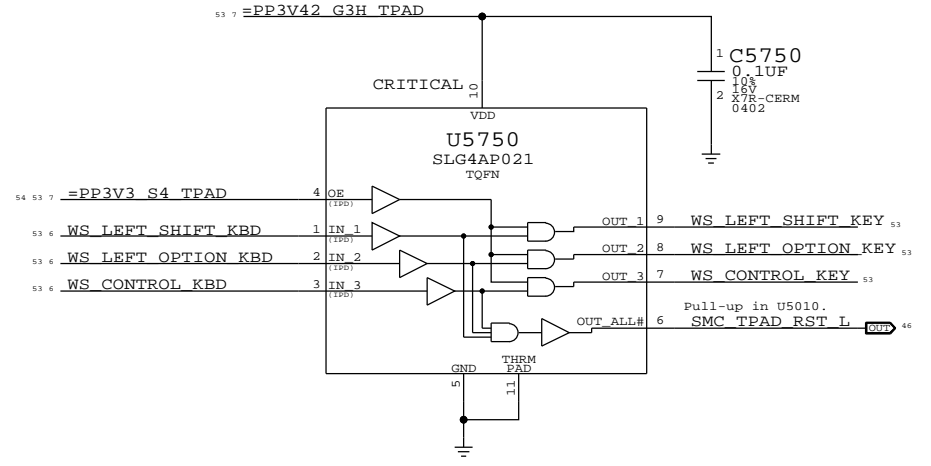 53 7 =PP3V42_G3H_TPAD
1 C5750
0.1UF
10%
16V
2 X7R-CERM
0402
CRITICAL
10
VDD
U5750
SLG4AP021
TQFN
54 53 7 =PP3V3_S4_TPAD 4 OE
(IPD)
53 6 WS_LEFT_SHIFT_KBD 1 IN_1
(IPD)
53 6 WS_LEFT_OPTION_KBD 2 IN_2
(IPD)
53 6 WS_CONTROL_KBD 3 IN_3
(IPD)
OUT_1 9 WS_LEFT_SHIFT_KEY 53
OUT_2 8 WS_LEFT_OPTION_KEY 53
OUT_3 7 WS_CONTROL_KEY 53
Pull-up in U5010.
OUT_ALL# 6 SMC_TPAD_RST_L OUT 46
GND
THRM
PAD
5
11